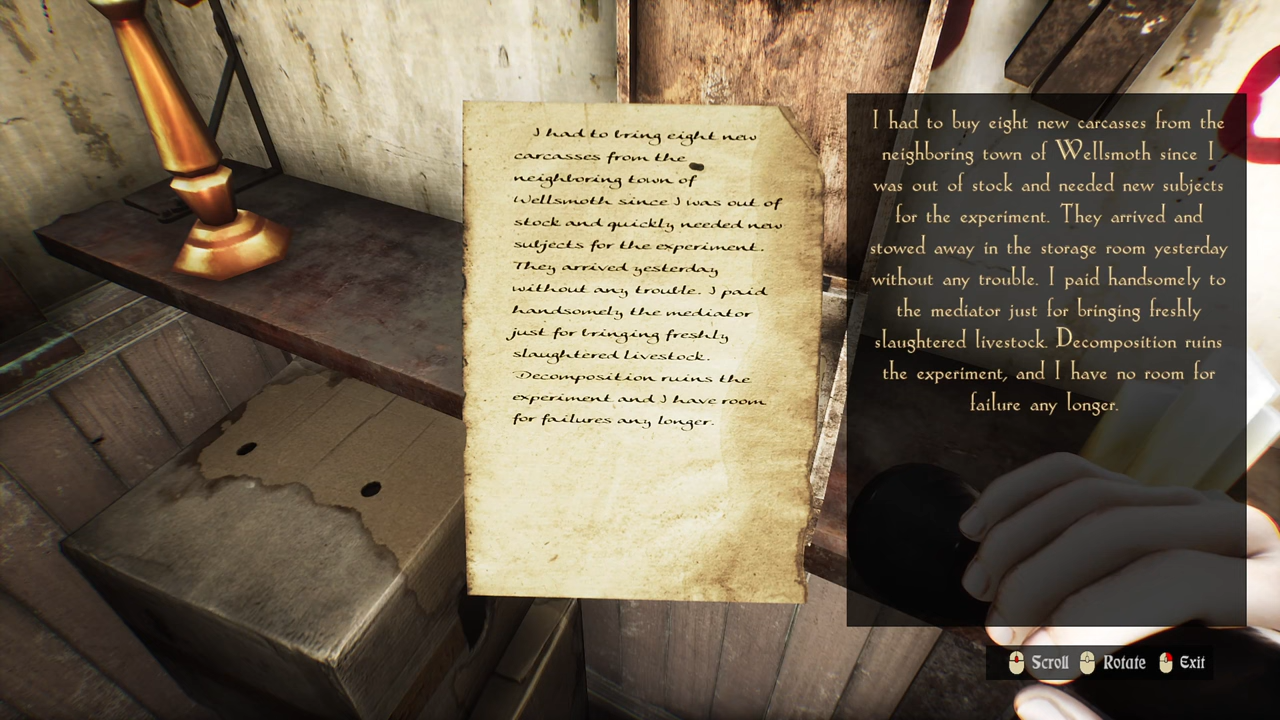 I had to bring eight new
carcasses from the
neighboring town of
Wellsmoth since I was out of
stock and quickly needed new
subjects for the experiment.
They arrived yesterday
without any trouble. I paid
handsomely the mediator
just for bringing freshly
slaughtered livestock.
Decomposition ruins the
experiment and I have room
for failures any longer.
I had to buy eight new carcasses from the
neighboring town of Wellsmoth since I
was out of stock and needed new subjects
for the experiment. They arrived and
stowed away in the storage room yesterday
without any trouble. I paid handsomely to
the mediator just for bringing freshly
slaughtered livestock. Decomposition ruins
the experiment, and I have no room for
failure any longer.
Scroll Rotate Exit